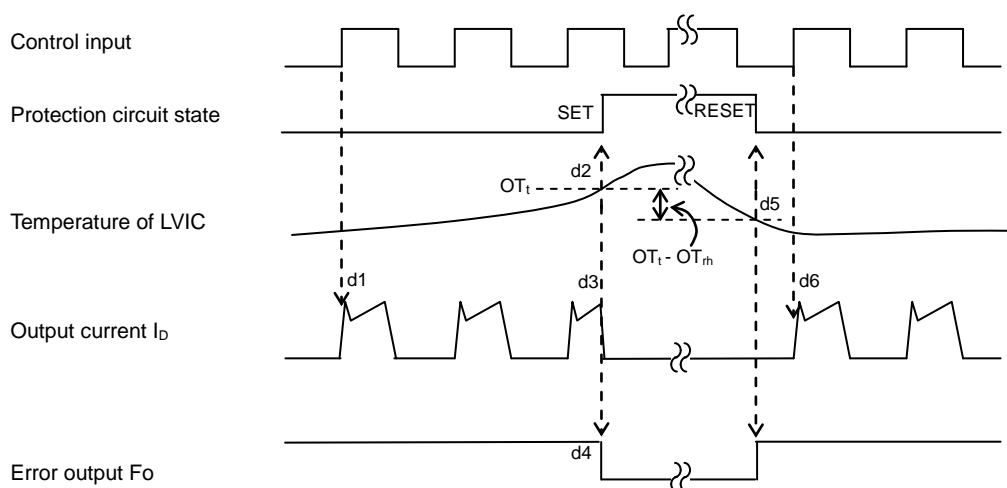 Control input
Protection circuit state
SET
RESET
d2
OTt
d5
Temperature of LVIC
OTt - OTrh
d1
d3
d6
Output current ID
d4
Error output Fo